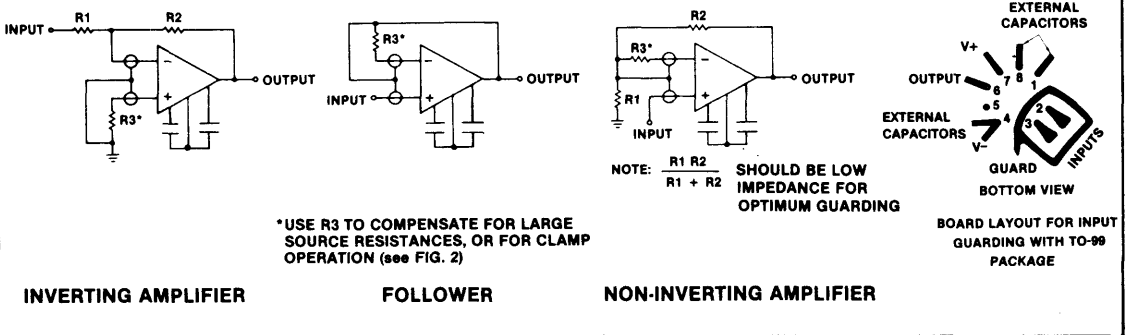 R1
R2
INPUT
−
+
OUTPUT
R3*
INVERTING AMPLIFIER
R3*
−
+
INPUT
OUTPUT
*USE R3 TO COMPENSATE FOR LARGE
SOURCE RESISTANCES, OR FOR CLAMP
OPERATION (see FIG. 2)
FOLLOWER
R2
R3*
−
+
OUTPUT
R1
INPUT
NOTE: R1 R2 / R1 + R2 SHOULD BE LOW
IMPEDANCE FOR
OPTIMUM GUARDING
NON-INVERTING AMPLIFIER
EXTERNAL
CAPACITORS
V+
OUTPUT
7
8
1
6
5
4
2
3
EXTERNAL
CAPACITORS
V−
INPUTS
GUARD
BOTTOM VIEW
BOARD LAYOUT FOR INPUT
GUARDING WITH TO-99
PACKAGE